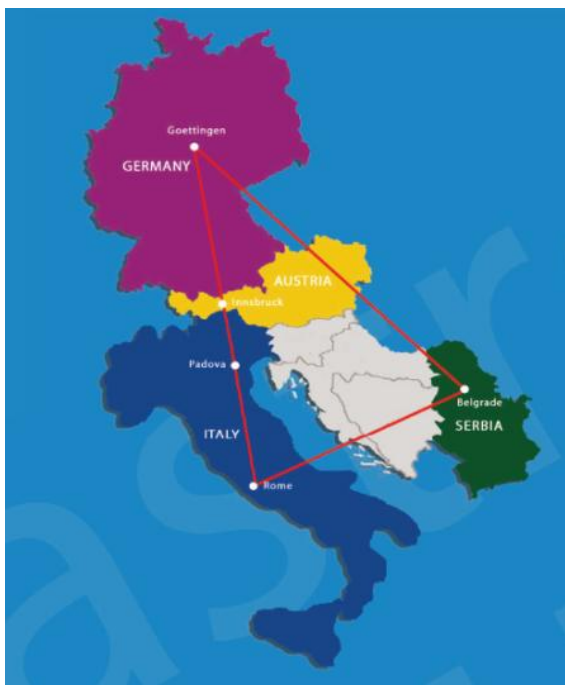 Goettingen
GERMANY
AUSTRIA
Innsbruck
Padova
Belgrade
SERBIA
ITALY
Rome